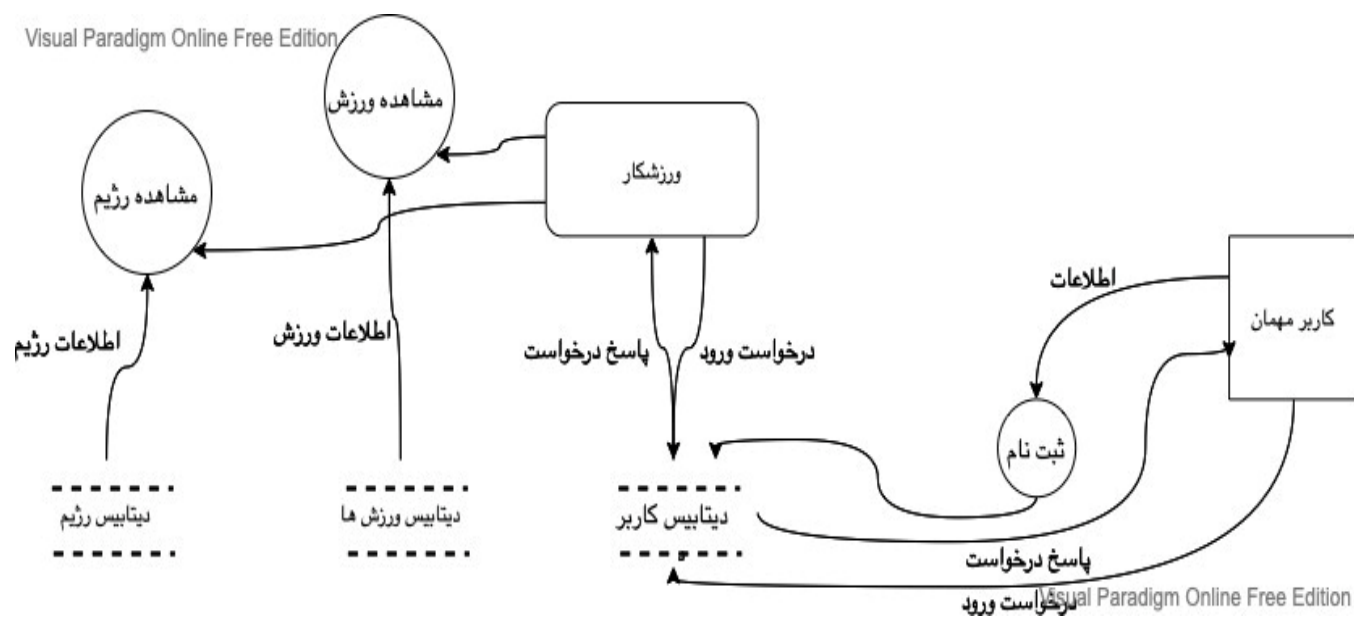 Visual Paradigm Online Free Edition
مشاهده ورزش
ورزشکار
مشاهده رژیم
اطلاعات
کاربر مهمان
اطلاعات ورزش
اطلاعات رژیم
درخواست ورود
پاسخ درخواست
ثبت نام
دیتابیس کاربر
دیتابیس ورزش ها
دیتابیس رژیم
پاسخ درخواست
درخواست ورود
Visual Paradigm Online Free Edition